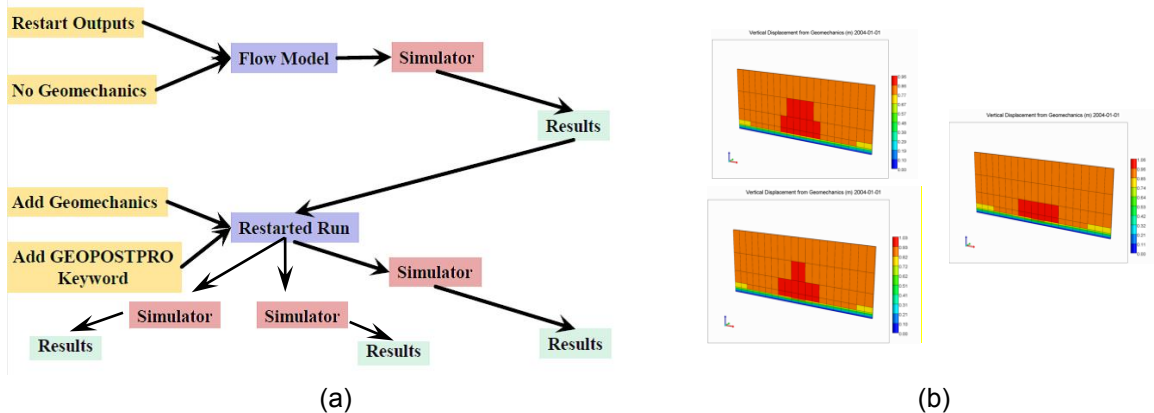 Restart Outputs
Flow Model
Simulator
No Geomechanics
Results
Add Geomechanics
Restarted Run
Add GEOPOSTPRO
Keyword
Simulator
Simulator
Simulator
Results
Results
Results
(a)
Vertical Displacement from Geomechanics (m) 2004-01-01
Vertical Displacement from Geomechanics (m) 2004-01-01
Vertical Displacement from Geomechanics (m) 2004-01-01
(b)